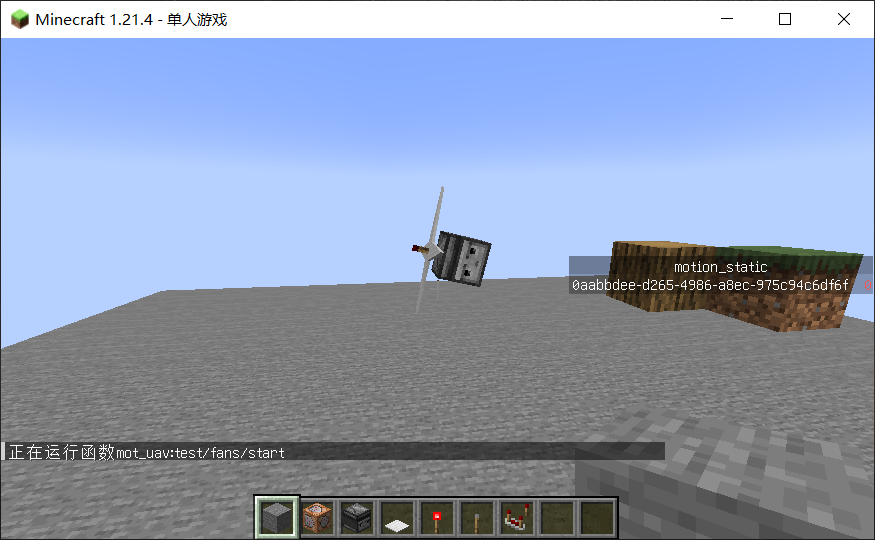 Minecraft 1.21.4 - 单人游戏
motion_static
0aabbdee-d265-4986-a8ec-975c94c6df6f
正在运行函数mot_uav:test/fans/start